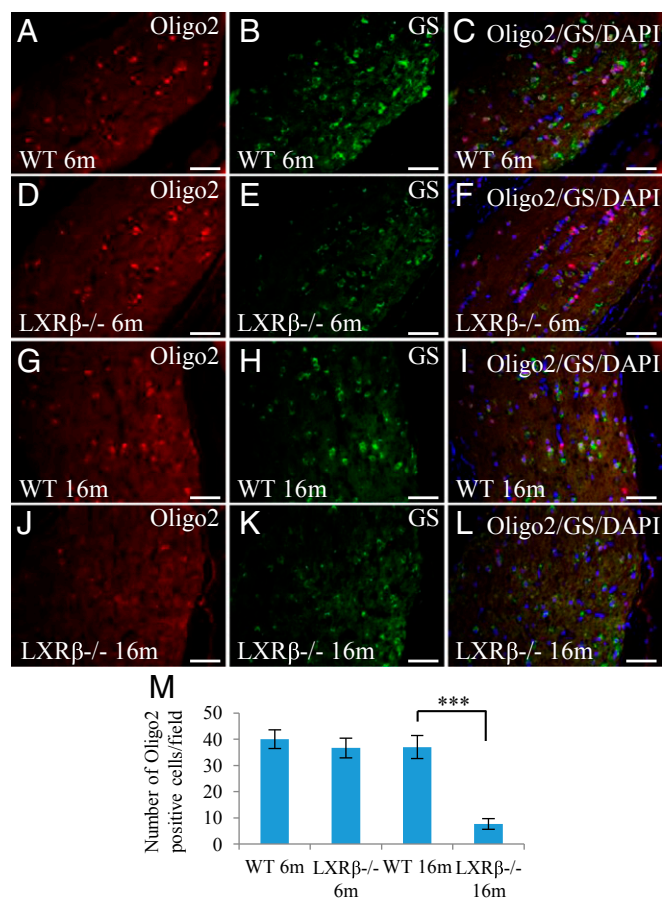 A Oligo2
WT 6m
B GS
WT 6m
C Oligo2/GS/DAPI
WT 6m
D Oligo2
LXRβ-/- 6m
E GS
LXRβ-/- 6m
F Oligo2/GS/DAPI
LXRβ-/- 6m
G Oligo2
WT 16m
H GS
WT 16m
I Oligo2/GS/DAPI
WT 16m
J Oligo2
LXRβ-/- 16m
K GS
LXRβ-/- 16m
L Oligo2/GS/DAPI
LXRβ-/- 16m
M
***
Number of Oligo2
positive cells/field
50
40
30
20
10
0
WT 6m
LXRβ-/-
6m
WT 16m
LXRβ-/-
16m